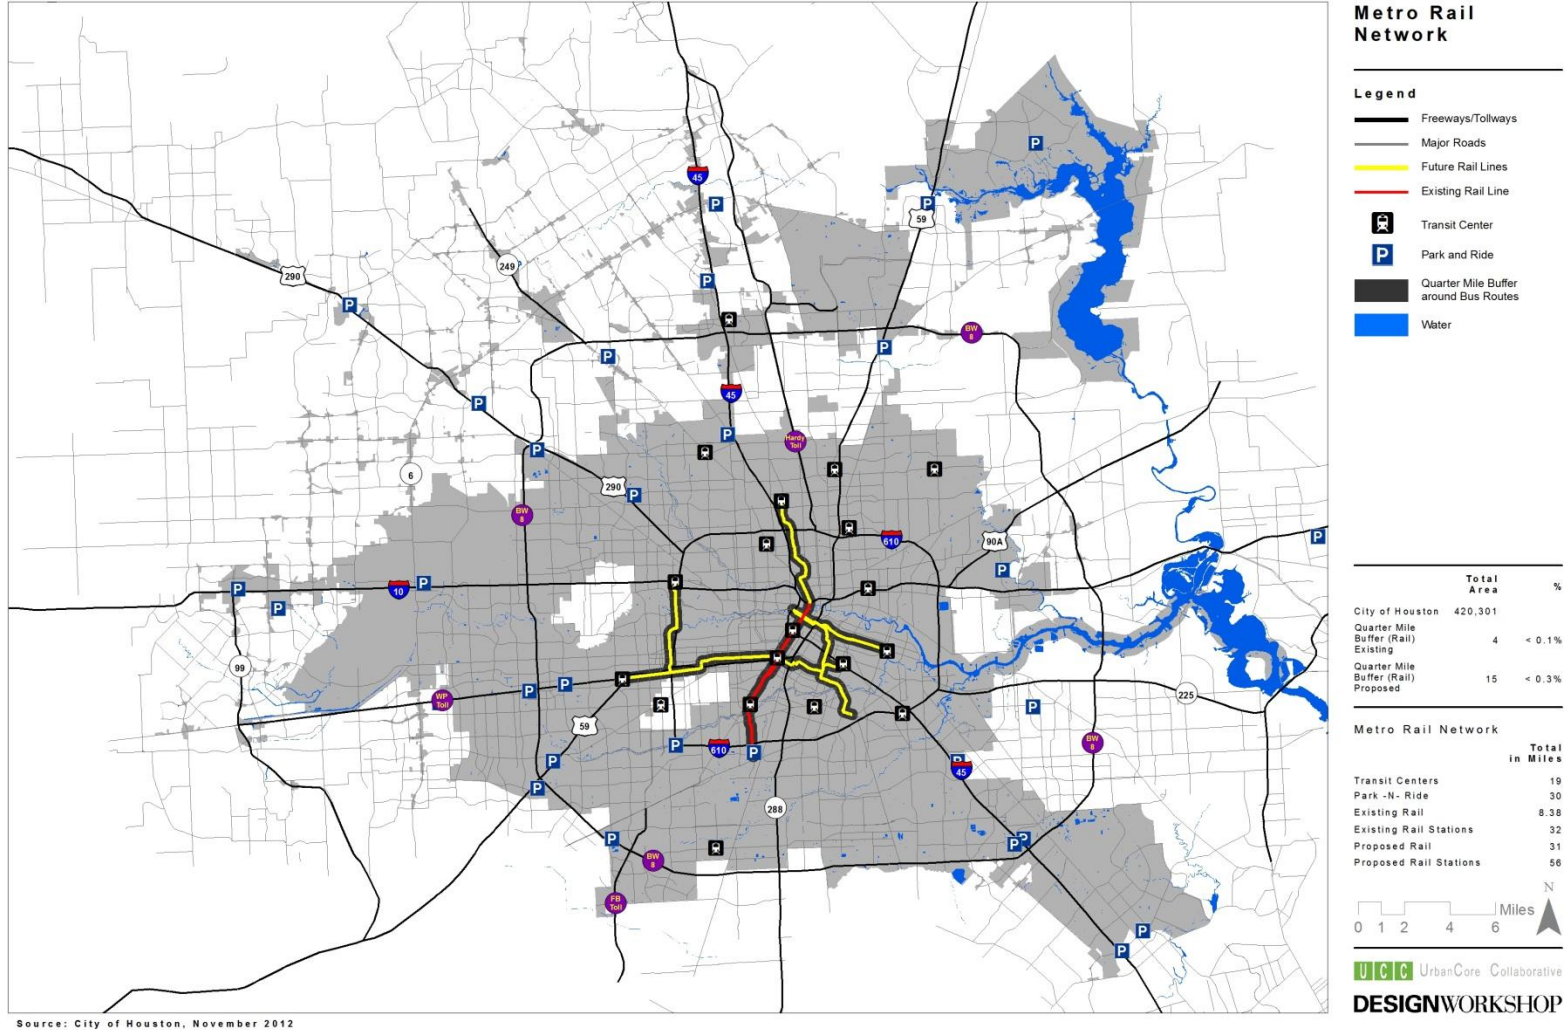 Metro Rail
Network
Legend
Freeways/Tollways
Major Roads
Future Rail Lines
Existing Rail Line
Transit Center
P Park and Ride
Quarter Mile Buffer
around Bus Routes
Water
Total
Area %
City of Houston 420,301
Quarter Mile
Buffer (Rail) 4 < 0.1%
Existing
Quarter Mile
Buffer (Rail) 15 < 0.3%
Proposed
Metro Rail Network
Total
in Miles
Transit Centers 19
Park -N- Ride 30
Existing Rail 8.38
Existing Rail Stations 32
Proposed Rail 31
Proposed Rail Stations 56
N
Miles
0 1 2 4 6
UCC UrbanCore Collaborative
DESIGNWORKSHOP
P
45
P
P
59
249
290
P
P
BW
8
P
P
45
P
P
Hardy
Toll
P
6
290
P
BW
8
610
90A
P
P
10
P
P
P
99
WP
Toll
P
P
225
59
P
P
610
P
BW
8
P
P
45
P
288
P
P
P
BW
8
FB
Toll
P
P
Source: City of Houston, November 2012